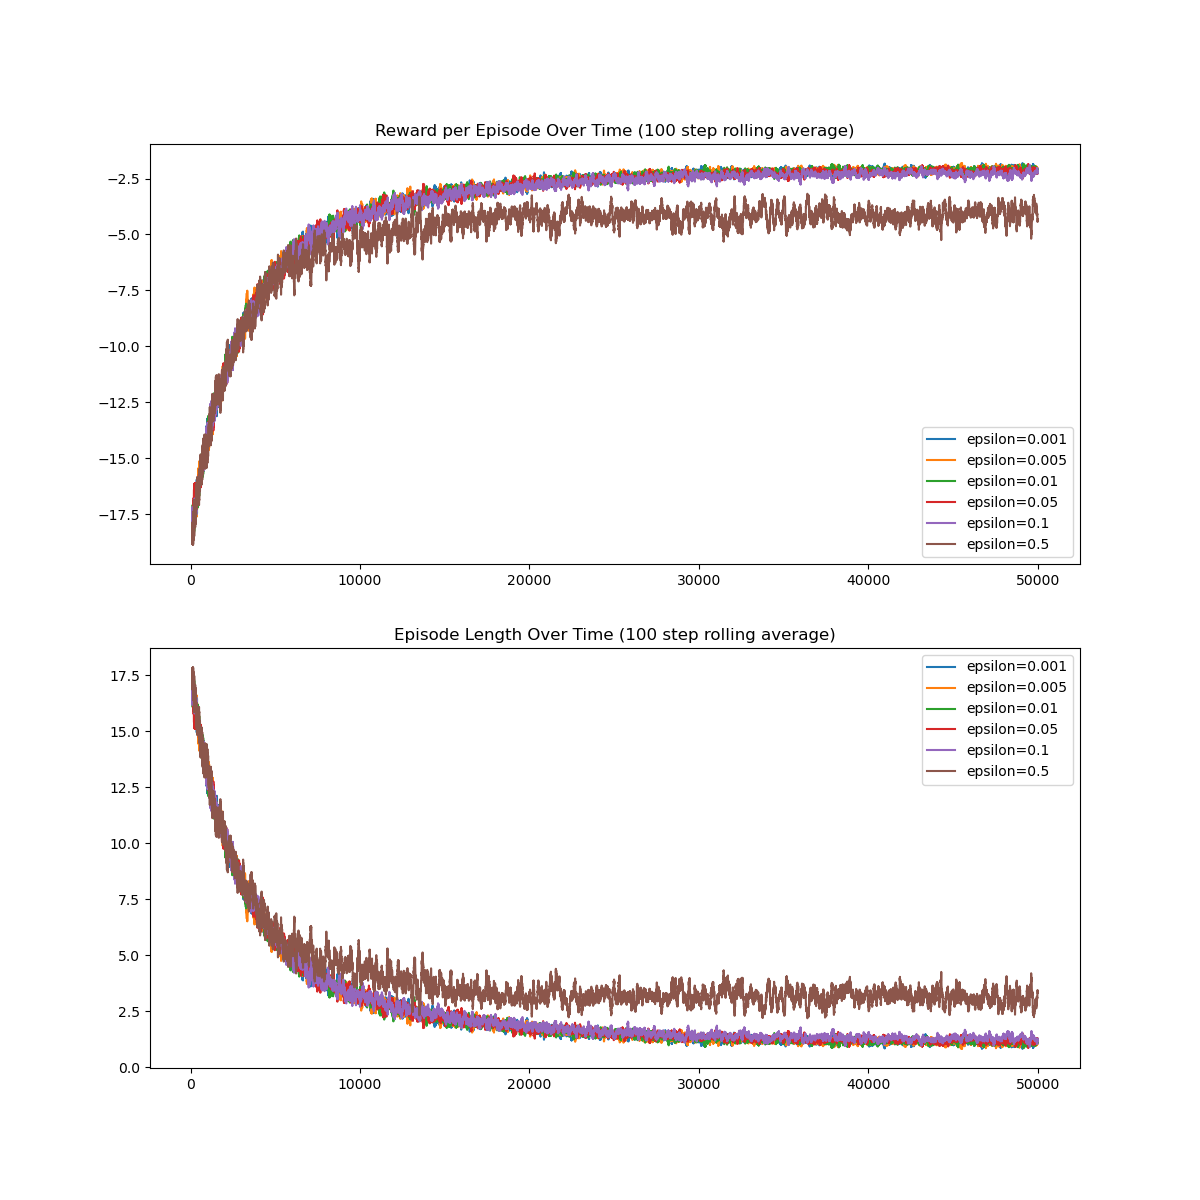 Reward per Episode Over Time (100 step rolling average)
−2.5
−5.0
−7.5
−10.0
−12.5
−15.0
−17.5
epsilon=0.001
epsilon=0.005
epsilon=0.01
epsilon=0.05
epsilon=0.1
epsilon=0.5
0 10000 20000 30000 40000 50000
Episode Length Over Time (100 step rolling average)
17.5
15.0
12.5
10.0
7.5
5.0
2.5
0.0
epsilon=0.001
epsilon=0.005
epsilon=0.01
epsilon=0.05
epsilon=0.1
epsilon=0.5
0 10000 20000 30000 40000 50000